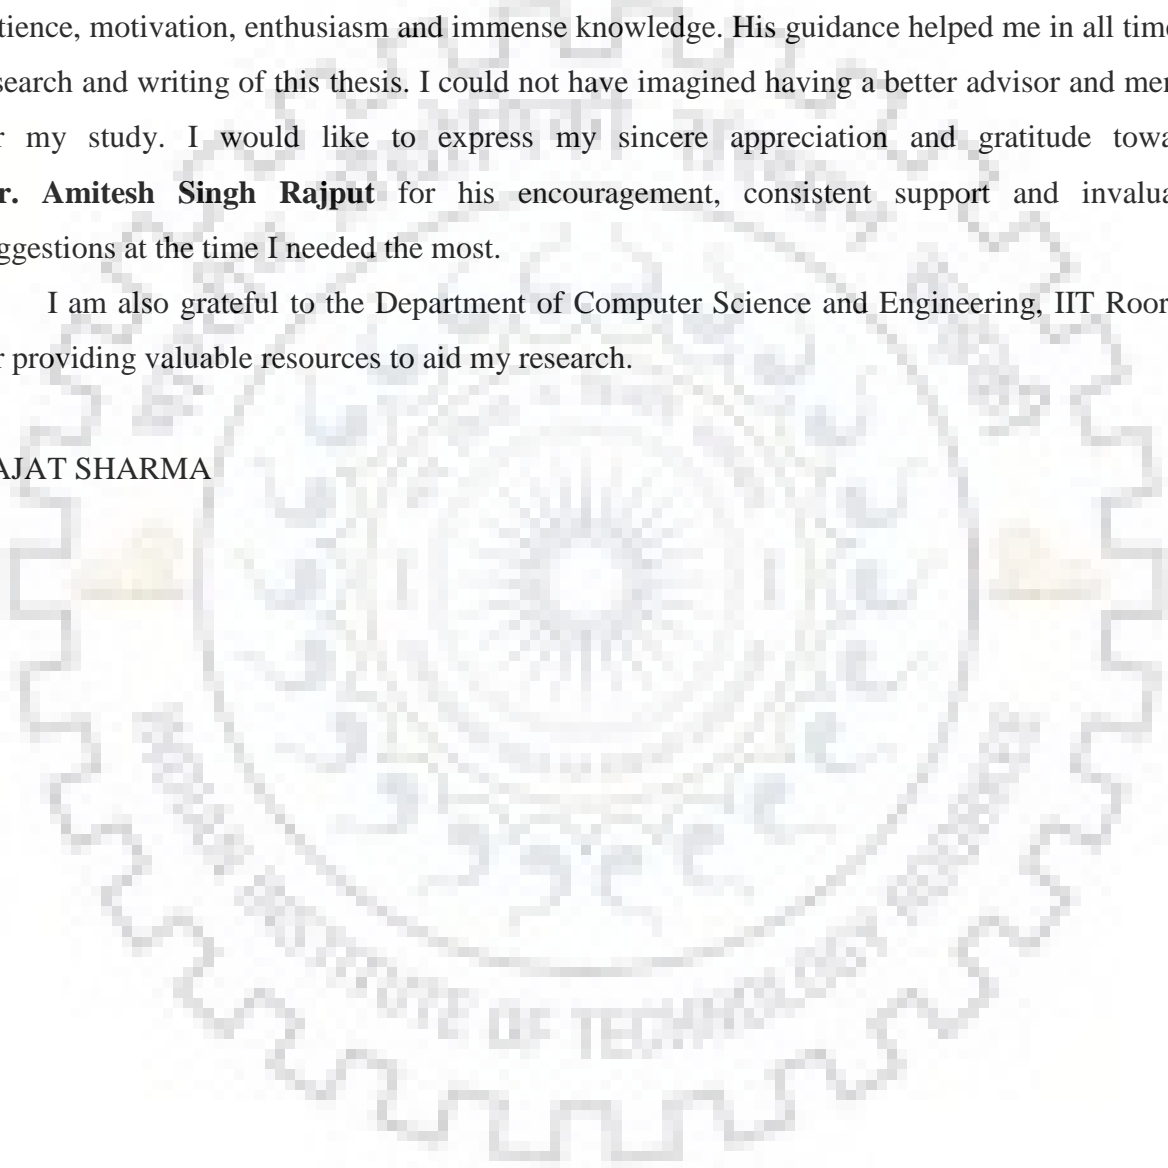 tience, motivation, enthusiasm and immense knowledge. His guidance helped me in all time
search and writing of this thesis. I could not have imagined having a better advisor and men
r my study. I would like to express my sincere appreciation and gratitude towa
r. Amitesh Singh Rajput for his encouragement, consistent support and invalua
ggestions at the time I needed the most.
I am also grateful to the Department of Computer Science and Engineering, IIT Roor
r providing valuable resources to aid my research.
AJAT SHARMA
INSTITUTE OF TECHNOLOGY ROORKEE